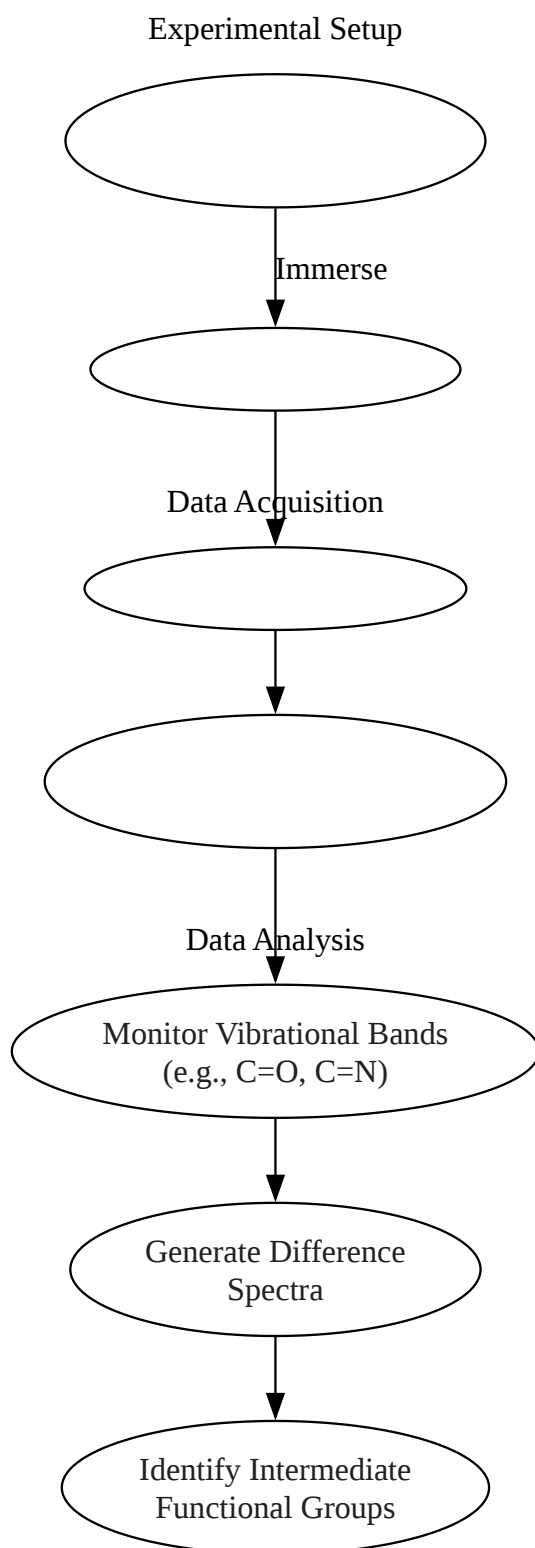 Experimental Setup
Immerse
Data Acquisition
Data Analysis
Monitor Vibrational Bands
(e.g., C=O, C=N)
Generate Difference
Spectra
Identify Intermediate
Functional Groups